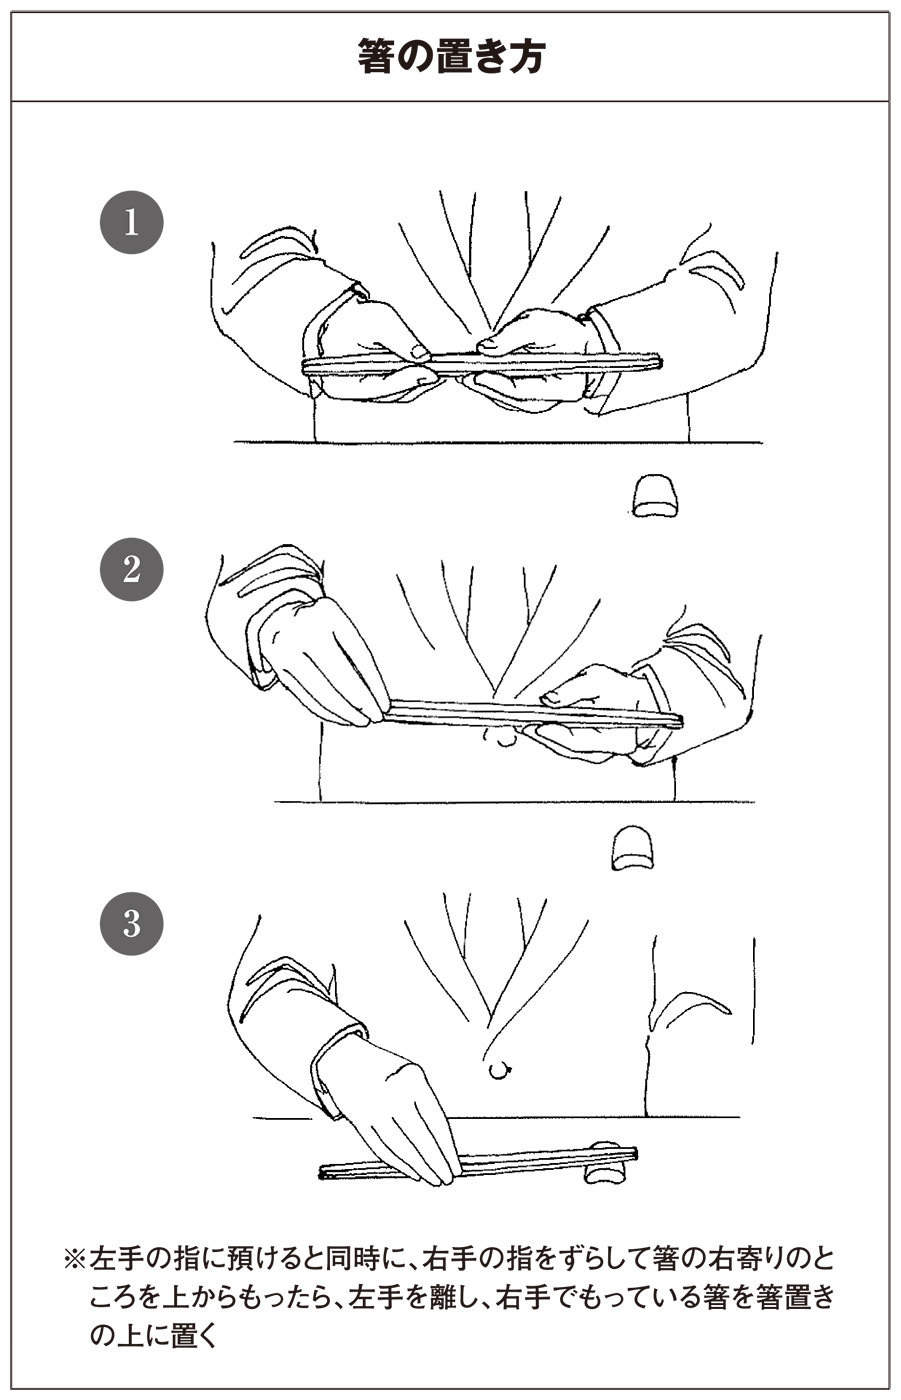 箸の置き方
1
2
3
※左手の指に預けると同時に、右手の指をずらして箸の右寄りのと
ころを上からもったら、左手を離し、右手でもっている箸を箸置き
の上に置く